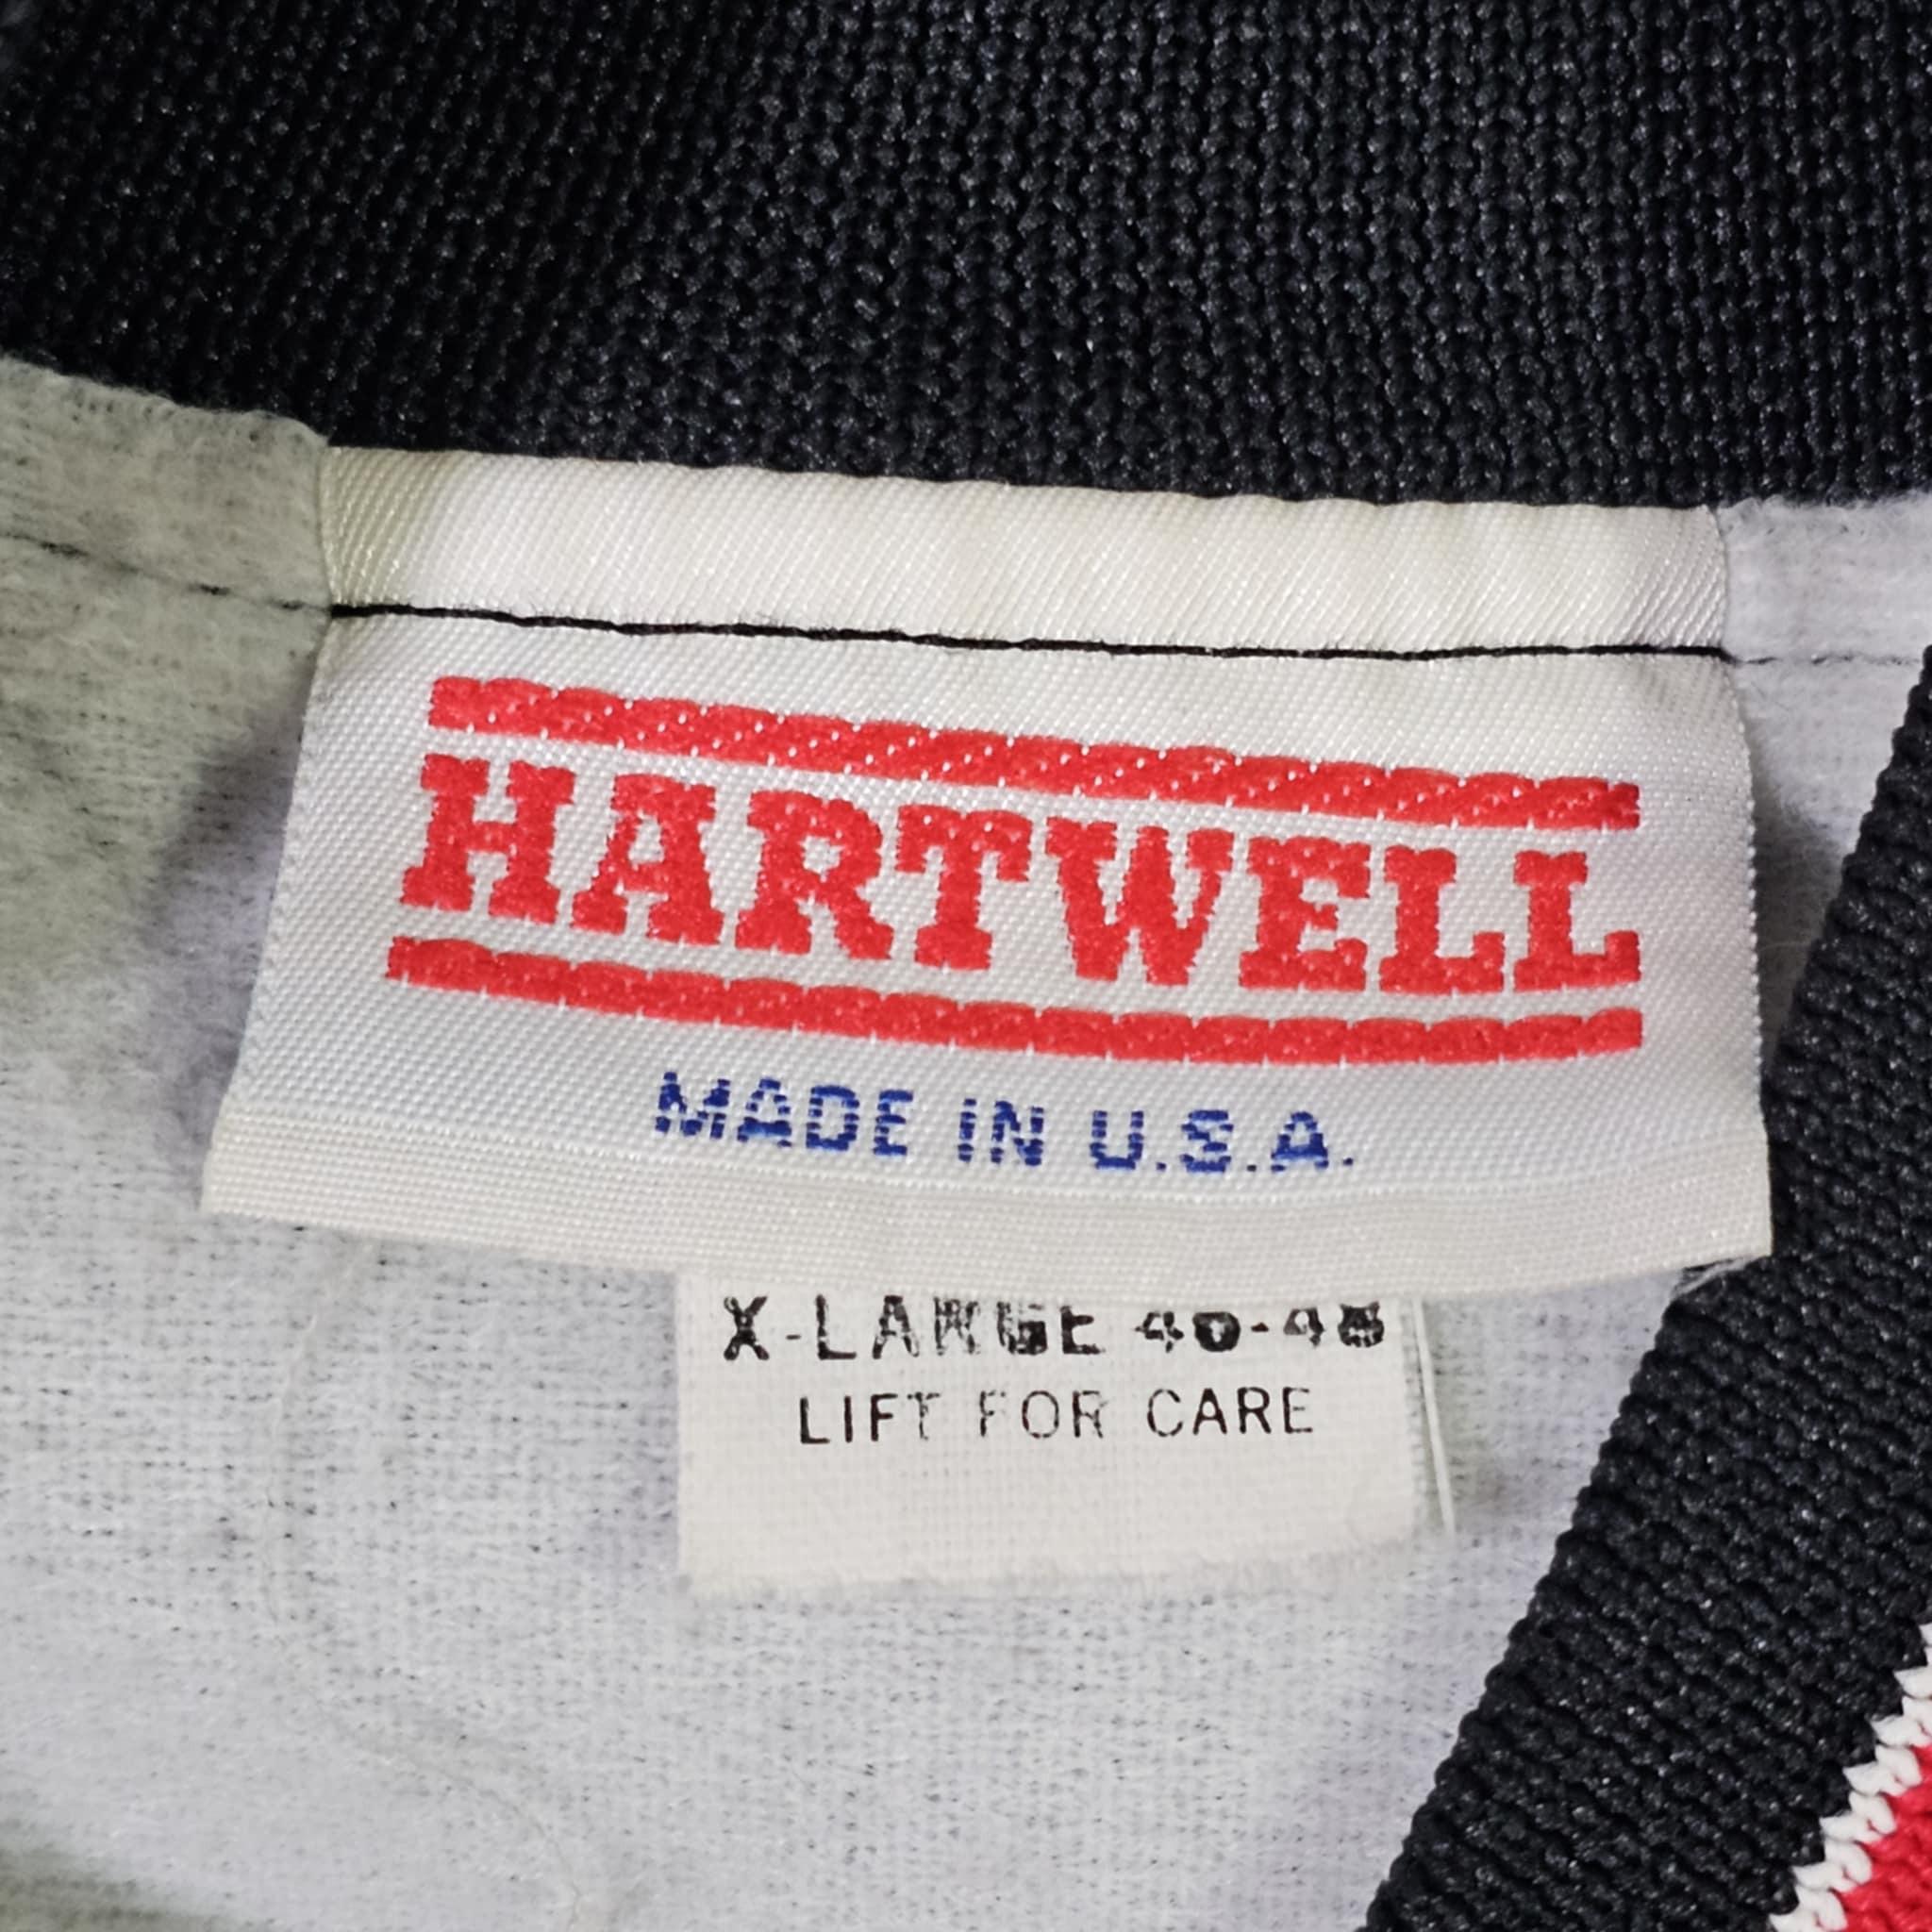 HARTWELL
MADE IN U.S.A.
X-LARGE 46-48
LIFT FOR CARE